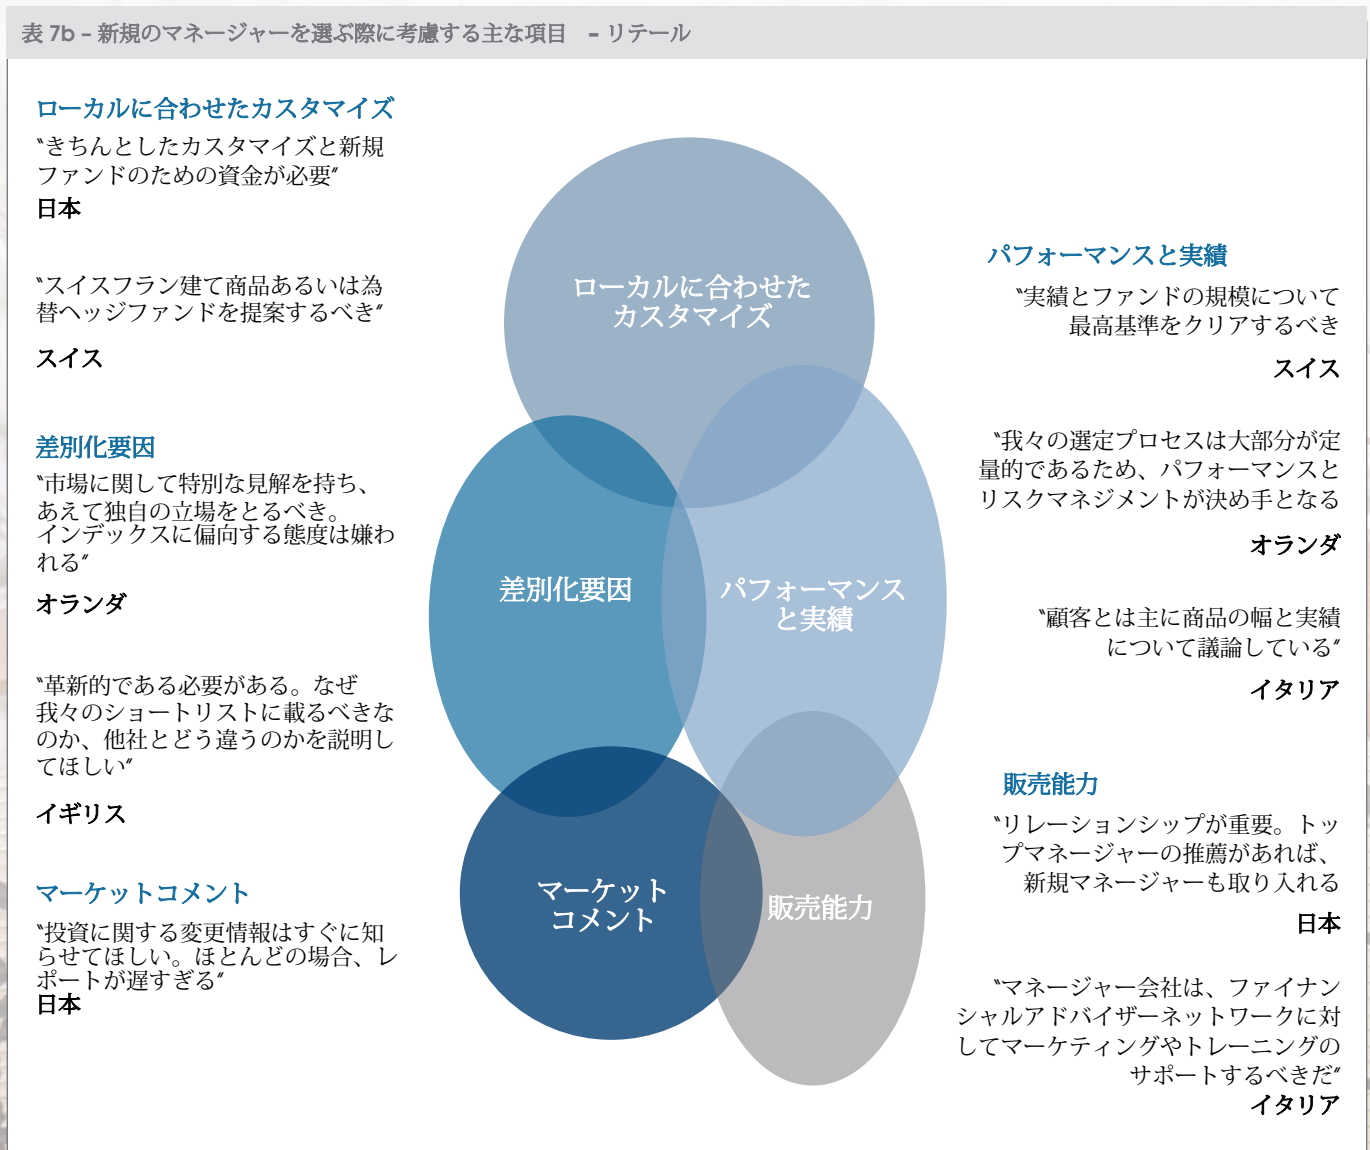 表 7b – 新規のマネージャーを選ぶ際に考慮する主な項目　- リテール
ローカルに合わせたカスタマイズ
“きちんとしたカスタマイズと新規
ファンドのための資金が必要”
日本
“スイスフラン建て商品あるいは為
替ヘッジファンドを提案するべき”
スイス
差別化要因
“市場に関して特別な見解を持ち、
あえて独自の立場をとるべき。
インデックスに偏向する態度は嫌わ
れる”
オランダ
“革新的である必要がある。なぜ
我々のショートリストに載るべきな
のか、他社とどう違うのかを説明し
てほしい”
イギリス
マーケットコメント
“投資に関する変更情報はすぐに知
らせてほしい。ほとんどの場合、レ
ポートが遅すぎる”
日本
ローカルに合わせた
カスタマイズ
差別化要因
パフォーマンス
と実績
マーケット
コメント
販売能力
パフォーマンスと実績
“実績とファンドの規模について
最高基準をクリアするべき
スイス
“我々の選定プロセスは大部分が定
量的であるため、パフォーマンスと
リスクマネジメントが決め手となる
オランダ
“顧客とは主に商品の幅と実績
について議論している”
イタリア
販売能力
“リレーションシップが重要。トッ
プマネージャーの推薦があれば、
新規マネージャーも取り入れる
日本
“マネージャー会社は、ファイナン
シャルアドバイザーネットワークに対
してマーケティングやトレーニングの
サポートするべきだ”
イタリア